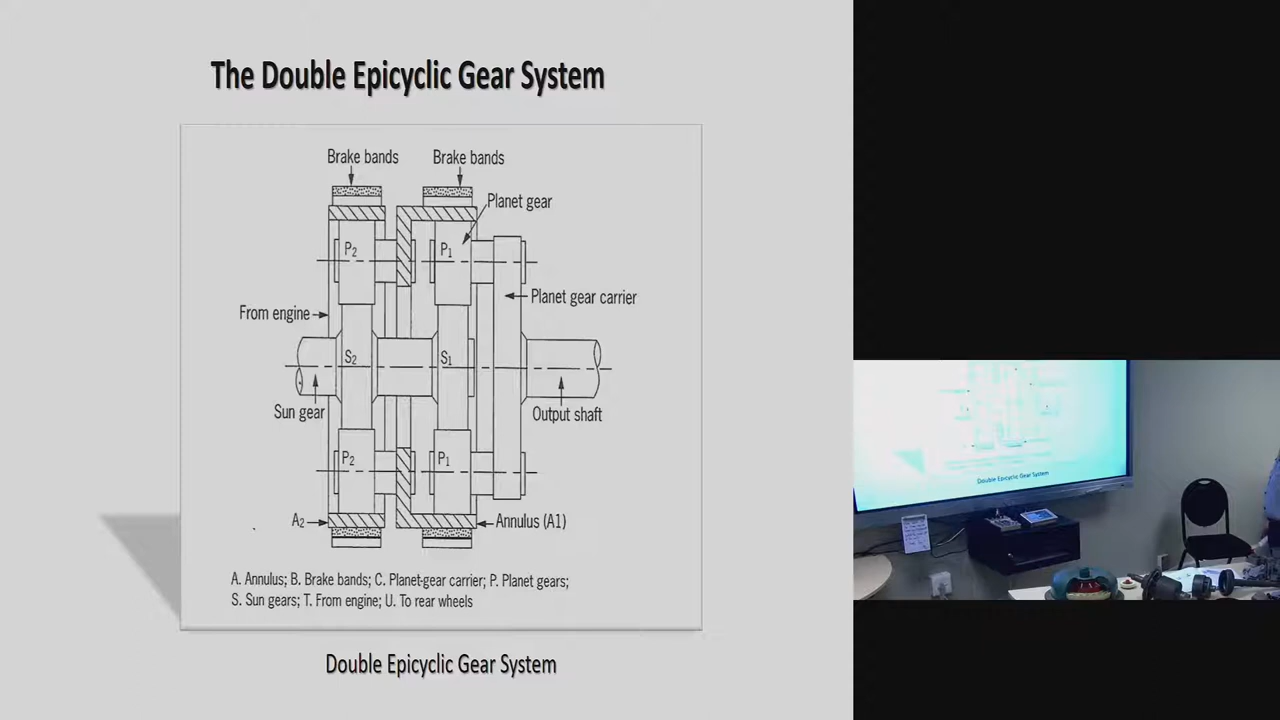 The Double Epicyclic Gear System
Brake bands
Brake bands
Planet gear
P2
P1
Planet gear carrier
From engine
S2
S1
Sun gear
Output shaft
P2
P1
A2
Annulus (A1)
A. Annulus; B. Brake bands; C. Planet-gear carrier; P. Planet gears;
S. Sun gears; T. From engine; U. To rear wheels
Double Epicyclic Gear System
Double Epicyclic Gear System